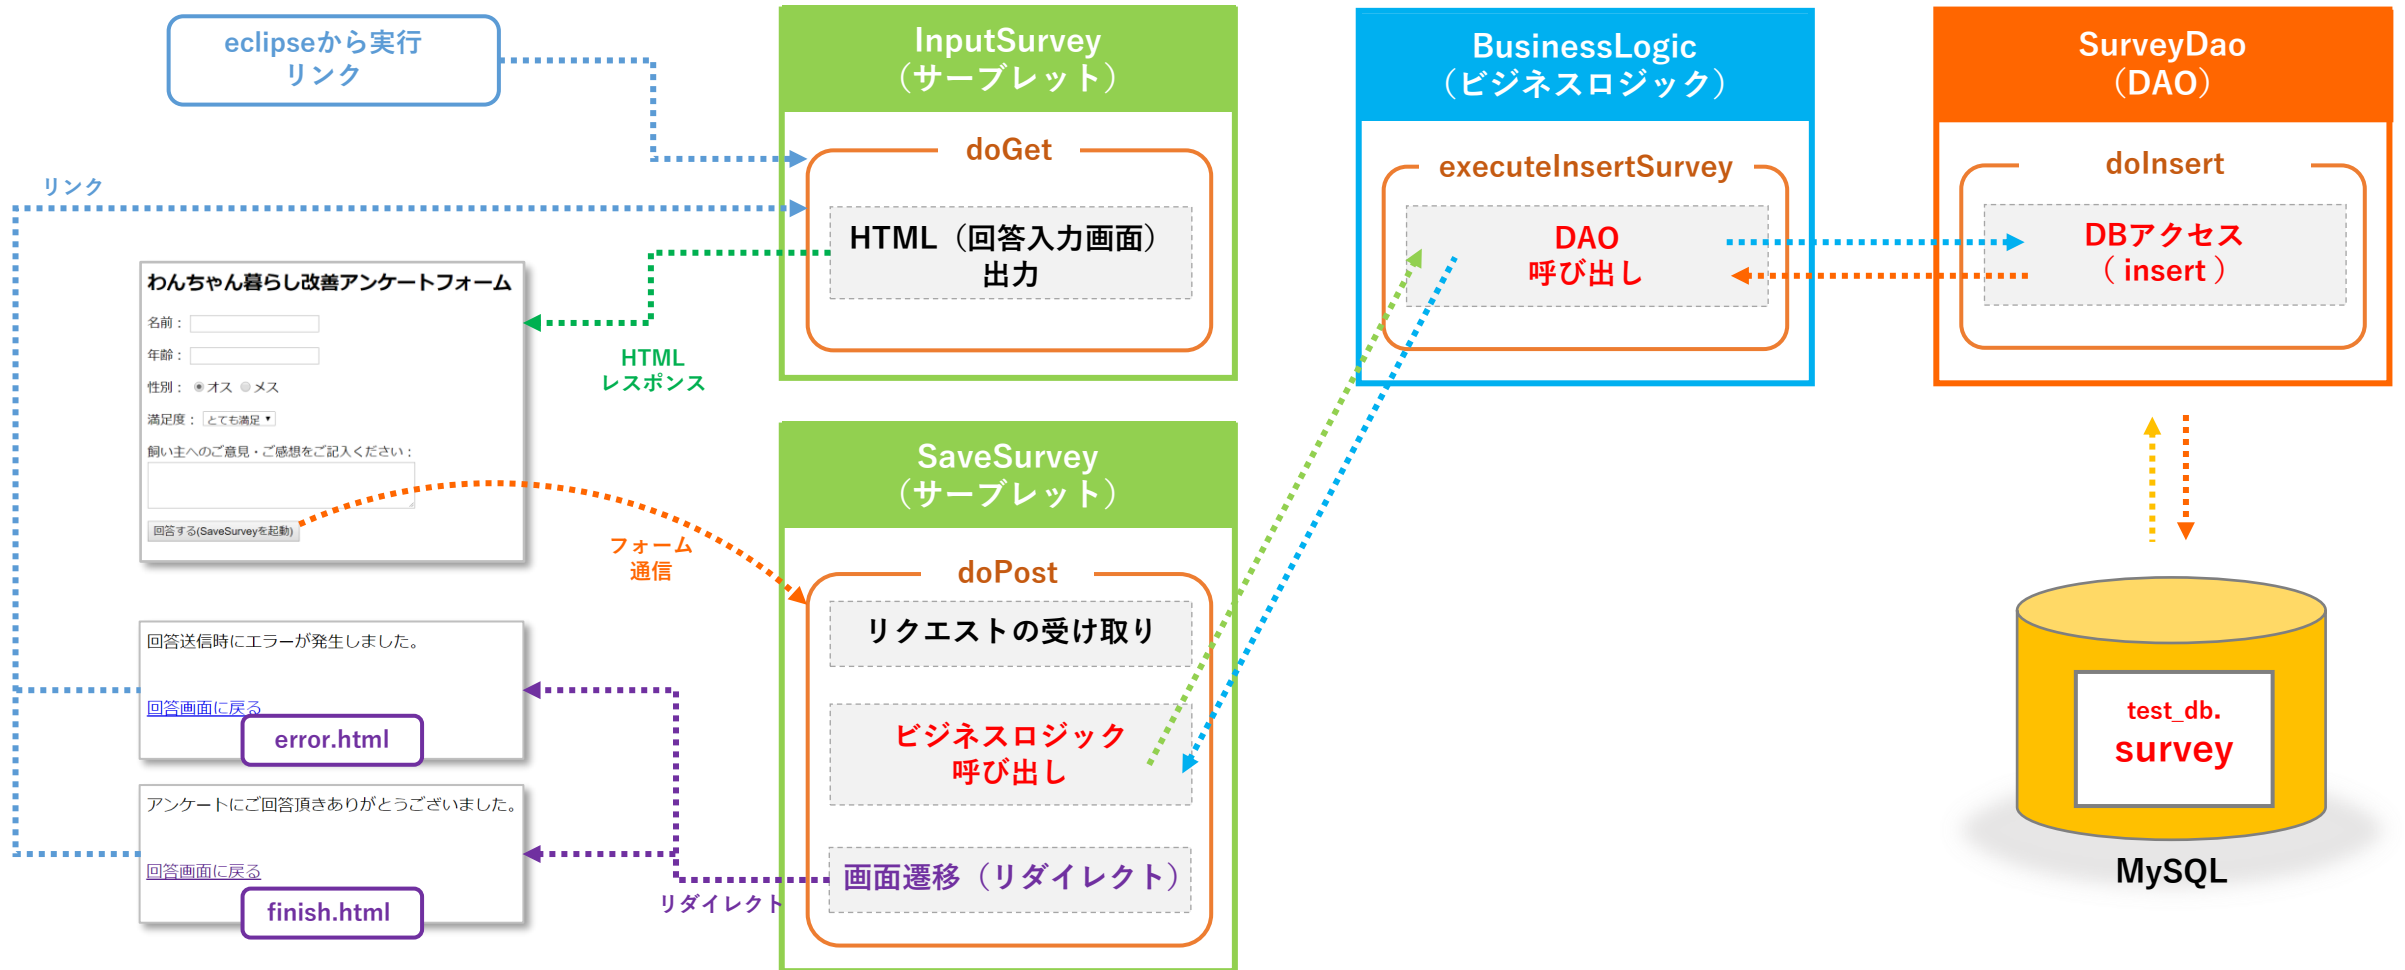 eclipseから実行
リンク
InputSurvey
（サーブレット）
doGet
HTML（回答入力画面）
出力
BusinessLogic
（ビジネスロジック）
executeInsertSurvey
DAO
呼び出し
SurveyDao
（DAO）
doInsert
DBアクセス
（ insert ）
リンク
HTML
レスポンス
わんちゃん暮らし改善アンケートフォーム
名前：
年齢：
性別： オス メス
満足度： とても満足
飼い主へのご意見・ご感想をご記入ください：
回答する(SaveSurveyを起動)
フォーム
通信
SaveSurvey
（サーブレット）
doPost
リクエストの受け取り
ビジネスロジック
呼び出し
画面遷移（リダイレクト）
リダイレクト
回答送信時にエラーが発生しました。
回答画面に戻る
error.html
アンケートにご回答頂きありがとうございました。
回答画面に戻る
finish.html
test_db.
survey
MySQL